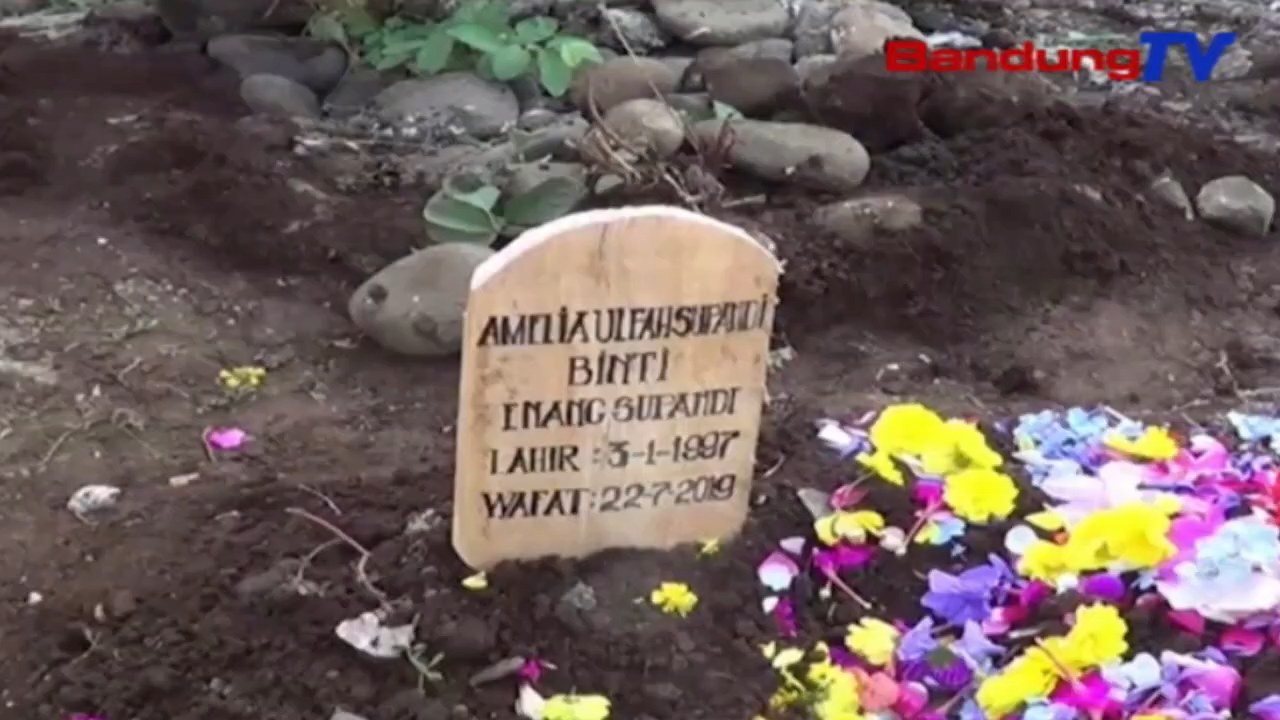 BandungTV
AMELIA ULFAH SUPANDI
BINTI
ENANG SUPANDI
LAHIR : 3-1-1997
WAFAT : 22-7-2019